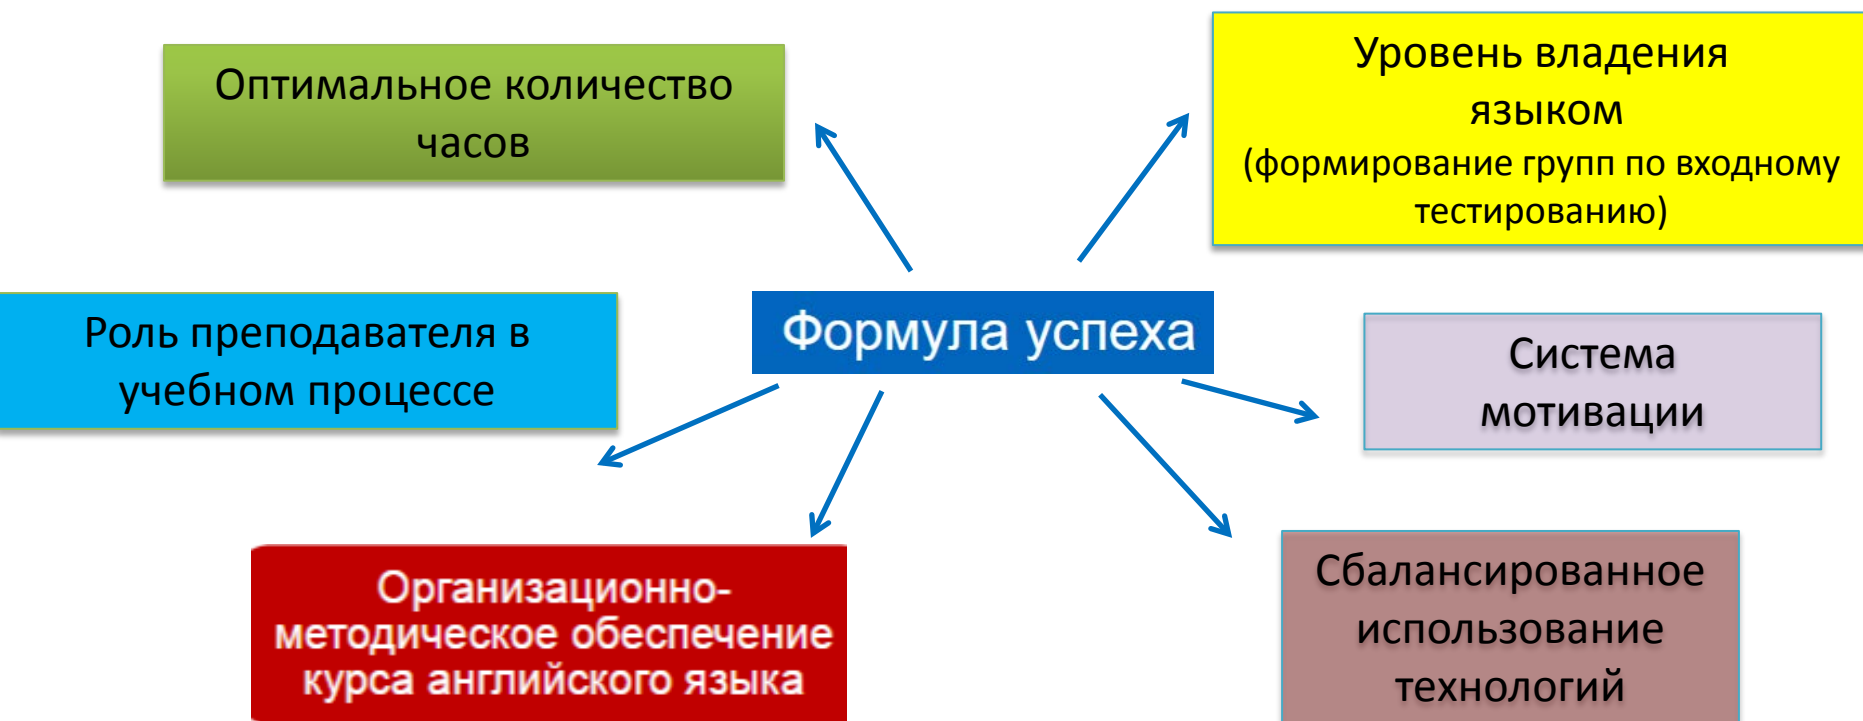 Оптимальное количество
часов
Уровень владения
языком
(формирование групп по входному
тестированию)
Роль преподавателя в
учебном процессе
Формула успеха
Система
мотивации
Организационно-
методическое обеспечение
курса английского языка
Сбалансированное
использование
технологий